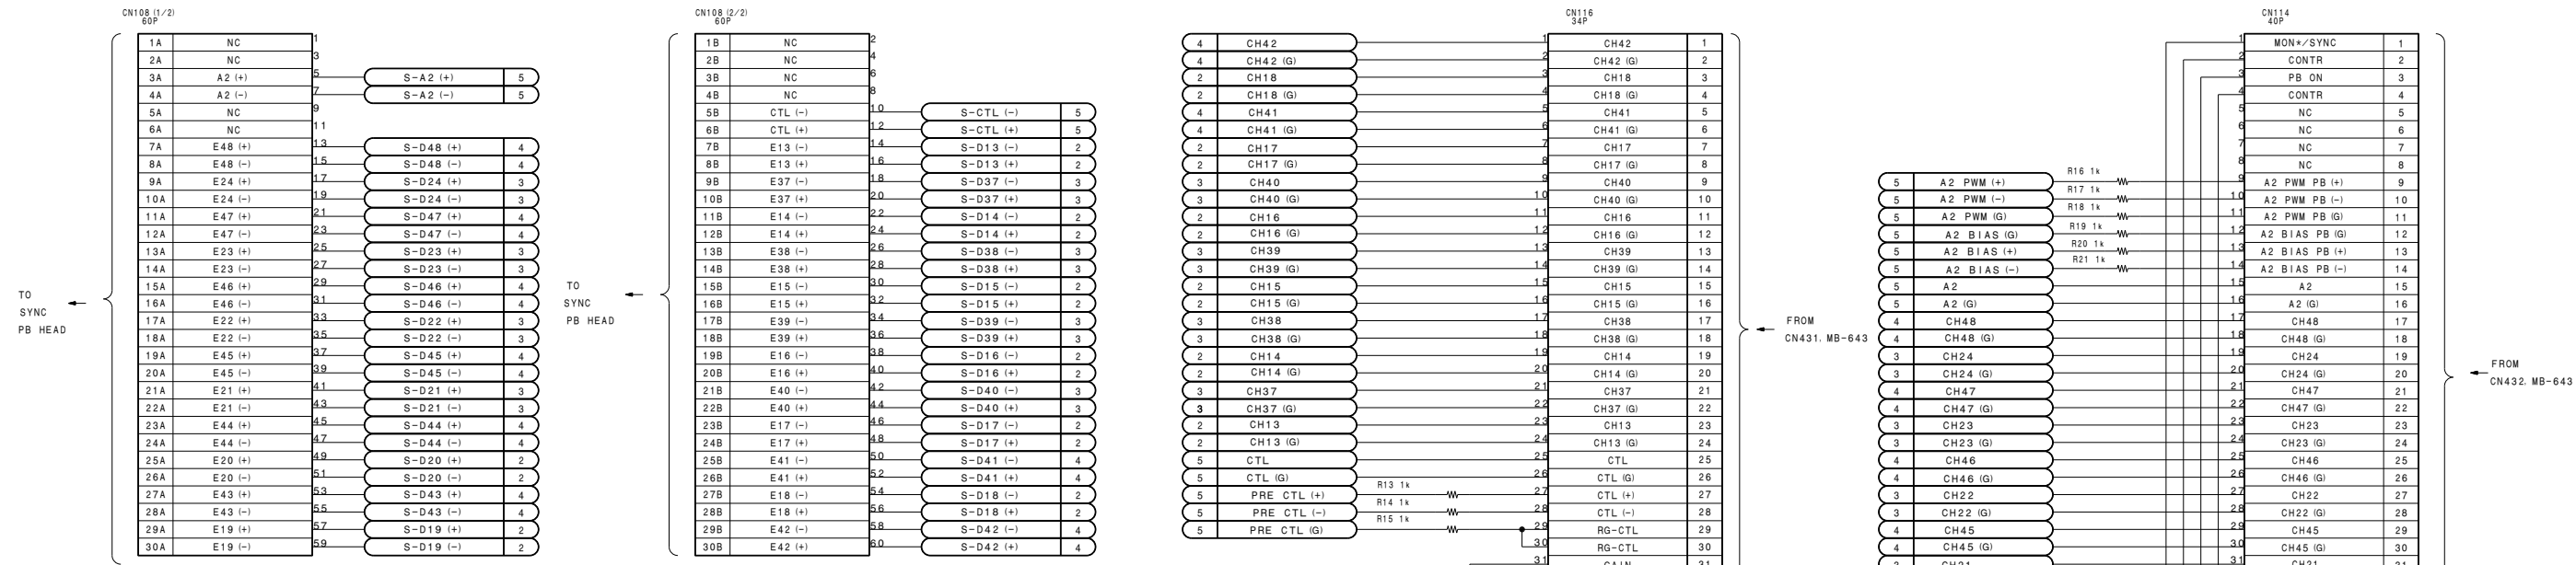 CN108 (1/2)
60P
1A NC 1
2A NC 3
3A A2 (+) 5 S-A2 (+) 5
4A A2 (-) 7 S-A2 (-) 5
5A NC 9
6A NC 11
7A E48 (+) 13 S-D48 (+) 4
8A E48 (-) 15 S-D48 (-) 4
9A E24 (+) 17 S-D24 (+) 3
10A E24 (-) 19 S-D24 (-) 3
11A E47 (+) 21 S-D47 (+) 4
12A E47 (-) 23 S-D47 (-) 4
13A E23 (+) 25 S-D23 (+) 3
14A E23 (-) 27 S-D23 (-) 3
15A E46 (+) 29 S-D46 (+) 4
16A E46 (-) 31 S-D46 (-) 4
17A E22 (+) 33 S-D22 (+) 3
18A E22 (-) 35 S-D22 (-) 3
19A E45 (+) 37 S-D45 (+) 4
20A E45 (-) 39 S-D45 (-) 4
21A E21 (+) 41 S-D21 (+) 3
22A E21 (-) 43 S-D21 (-) 3
23A E44 (+) 45 S-D44 (+) 4
24A E44 (-) 47 S-D44 (-) 4
25A E20 (+) 49 S-D20 (+) 2
26A E20 (-) 51 S-D20 (-) 2
27A E43 (+) 53 S-D43 (+) 4
28A E43 (-) 55 S-D43 (-) 4
29A E19 (+) 57 S-D19 (+) 2
30A E19 (-) 59 S-D19 (-) 2
TO
SYNC
PB HEAD
CN108 (2/2)
60P
1B NC 2
2B NC 4
3B NC 6
4B NC 8
5B CTL (-) 10 S-CTL (-) 5
6B CTL (+) 12 S-CTL (+) 5
7B E13 (-) 14 S-D13 (-) 2
8B E13 (+) 16 S-D13 (+) 2
9B E37 (-) 18 S-D37 (-) 3
10B E37 (+) 20 S-D37 (+) 3
11B E14 (-) 22 S-D14 (-) 2
12B E14 (+) 24 S-D14 (+) 2
13B E38 (-) 26 S-D38 (-) 3
14B E38 (+) 28 S-D38 (+) 3
15B E15 (-) 30 S-D15 (-) 2
16B E15 (+) 32 S-D15 (+) 2
17B E39 (-) 34 S-D39 (-) 3
18B E39 (+) 36 S-D39 (+) 3
19B E16 (-) 38 S-D16 (-) 2
20B E16 (+) 40 S-D16 (+) 2
21B E40 (-) 42 S-D40 (-) 3
22B E40 (+) 44 S-D40 (+) 3
23B E17 (-) 46 S-D17 (-) 2
24B E17 (+) 48 S-D17 (+) 2
25B E41 (-) 50 S-D41 (-) 4
26B E41 (+) 52 S-D41 (+) 4
27B E18 (-) 54 S-D18 (-) 2
28B E18 (+) 56 S-D18 (+) 2
29B E42 (-) 58 S-D42 (-) 4
30B E42 (+) 60 S-D42 (+) 4
TO
SYNC
PB HEAD
CN116
34P
4 CH42 1 CH42 1
4 CH42 (G) 2 CH42 (G) 2
2 CH18 3 CH18 3
2 CH18 (G) 4 CH18 (G) 4
4 CH41 5 CH41 5
4 CH41 (G) 6 CH41 (G) 6
2 CH17 7 CH17 7
2 CH17 (G) 8 CH17 (G) 8
3 CH40 9 CH40 9
3 CH40 (G) 10 CH40 (G) 10
2 CH16 11 CH16 11
2 CH16 (G) 12 CH16 (G) 12
3 CH39 13 CH39 13
3 CH39 (G) 14 CH39 (G) 14
2 CH15 15 CH15 15
2 CH15 (G) 16 CH15 (G) 16
3 CH38 17 CH38 17
3 CH38 (G) 18 CH38 (G) 18
2 CH14 19 CH14 19
2 CH14 (G) 20 CH14 (G) 20
3 CH37 21 CH37 21
3 CH37 (G) 22 CH37 (G) 22
2 CH13 23 CH13 23
2 CH13 (G) 24 CH13 (G) 24
5 CTL 25 CTL 25
5 CTL (G) 26 CTL (G) 26
5 PRE CTL (+) R13 1k 27 CTL (+) 27
5 PRE CTL (-) R14 1k 28 CTL (-) 28
5 PRE CTL (G) R15 1k 29 RG-CTL 29
30 RG-CTL 30
31 GAIN 31
FROM
CN431. MB-643
CN114
40P
1 MON*/SYNC 1
2 CONTR 2
3 PB ON 3
4 CONTR 4
5 NC 5
6 NC 6
7 NC 7
8 NC 8
5 A2 PWM (+) R16 1k 9 A2 PWM PB (+) 9
5 A2 PWM (-) R17 1k 10 A2 PWM PB (-) 10
5 A2 PWM (G) R18 1k 11 A2 PWM PB (G) 11
5 A2 BIAS (G) R19 1k 12 A2 BIAS PB (G) 12
5 A2 BIAS (+) R20 1k 13 A2 BIAS PB (+) 13
5 A2 BIAS (-) R21 1k 14 A2 BIAS PB (-) 14
5 A2 15 A2 15
5 A2 (G) 16 A2 (G) 16
4 CH48 17 CH48 17
4 CH48 (G) 18 CH48 (G) 18
3 CH24 19 CH24 19
3 CH24 (G) 20 CH24 (G) 20
4 CH47 21 CH47 21
4 CH47 (G) 22 CH47 (G) 22
3 CH23 23 CH23 23
3 CH23 (G) 24 CH23 (G) 24
4 CH46 25 CH46 25
4 CH46 (G) 26 CH46 (G) 26
3 CH22 27 CH22 27
3 CH22 (G) 28 CH22 (G) 28
4 CH45 29 CH45 29
4 CH45 (G) 30 CH45 (G) 30
3 CH21 31 CH21 31
FROM
CN432. MB-643